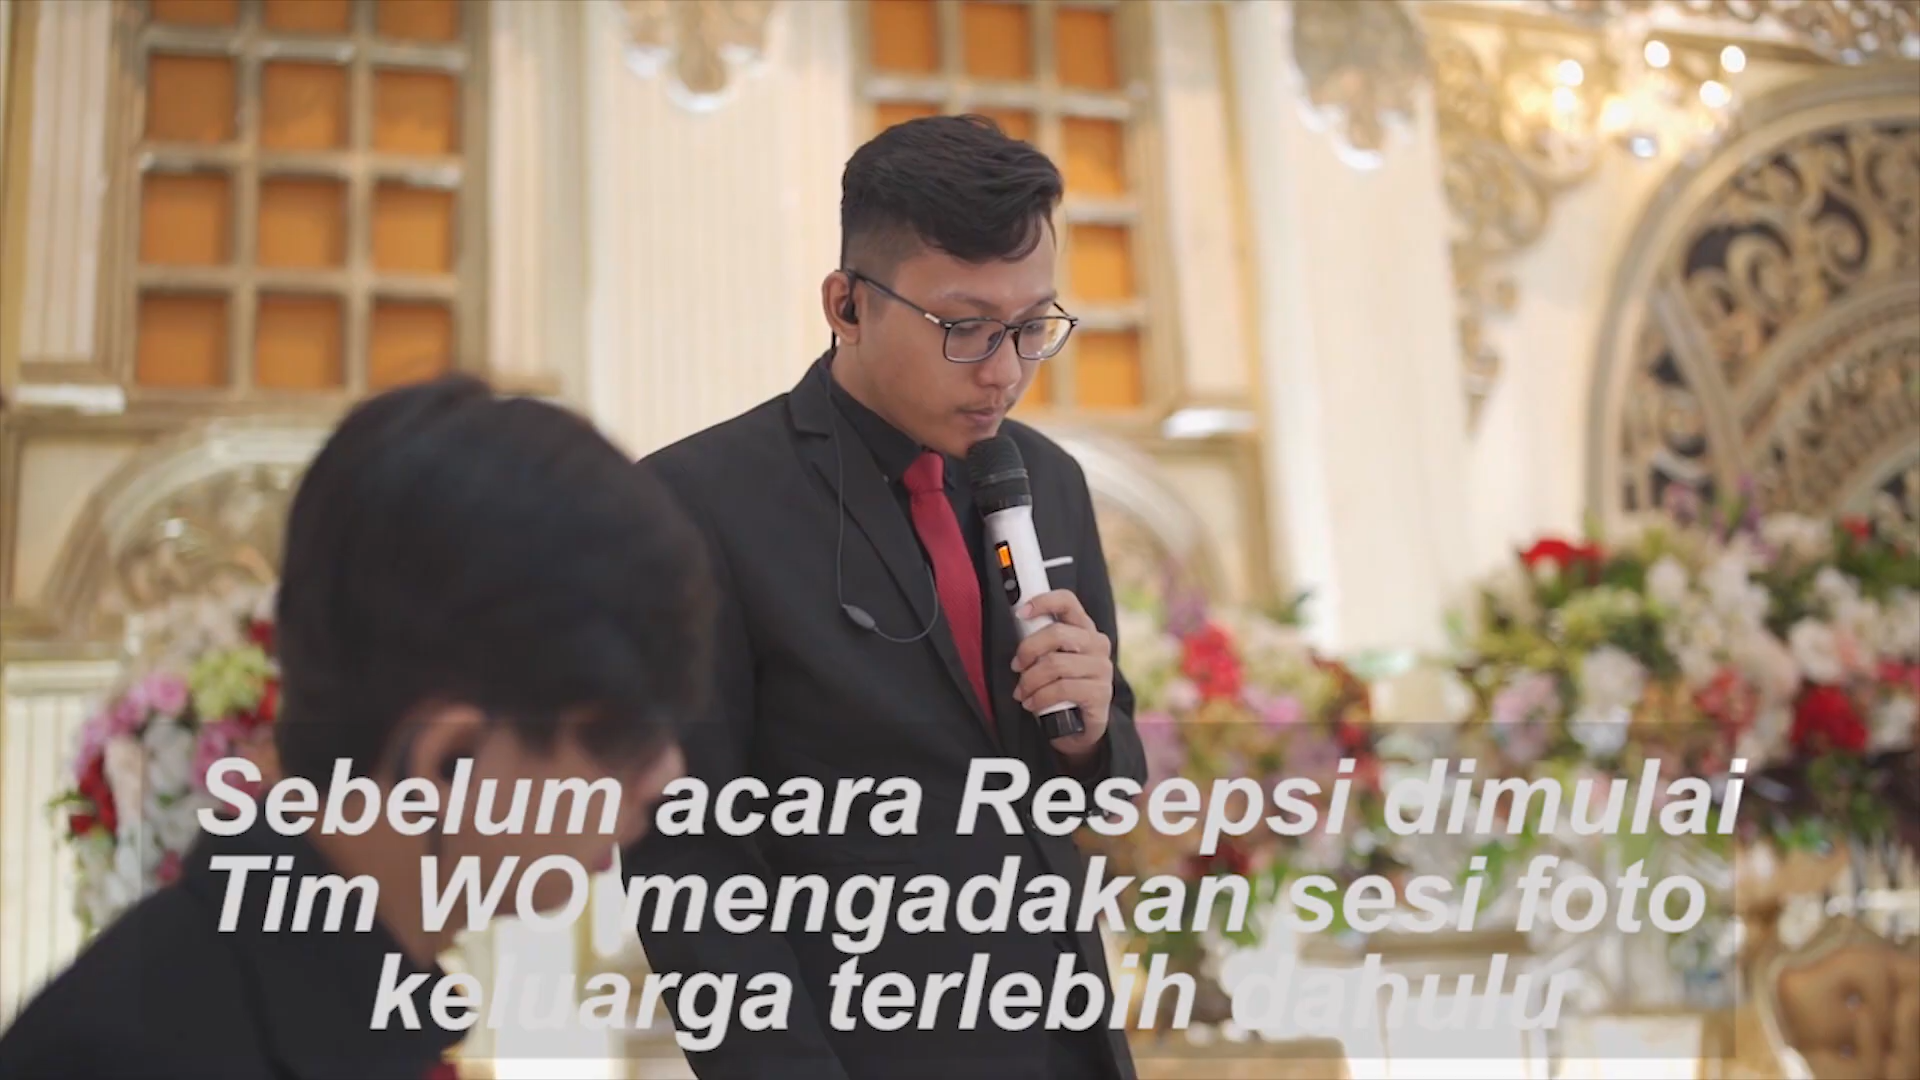 Sebelum acara Resepsi dimulai
Tim WO mengadakan sesi foto
keluarga terlebih dahulu